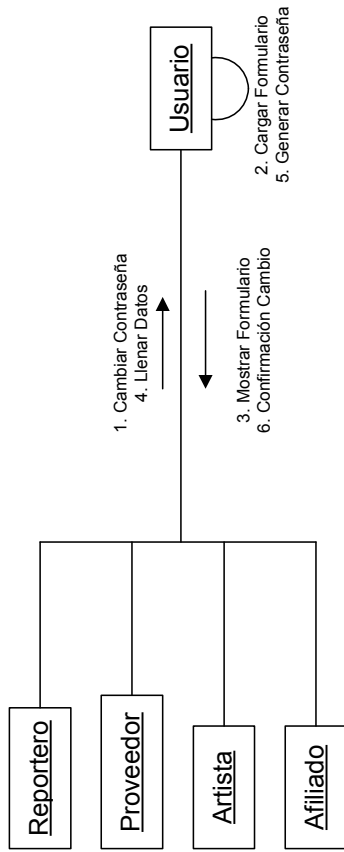 Reportero
Proveedor
Artista
Afiliado
1. Cambiar Contraseña
4. Llenar Datos
3. Mostrar Formulario
6. Confirmación Cambio
Usuario
2. Cargar Formulario
5. Generar Contraseña